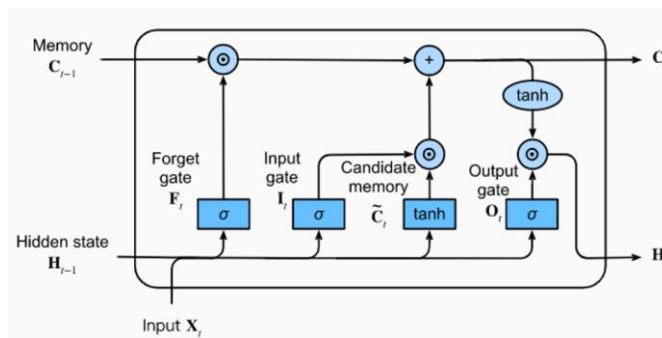 Memory
C_{t-1}
⊙
+
C
tanh
Forget
gate
F_t
Input
gate
I_t
Candidate
memory
C̃_t
⊙
Output
gate
O_t
⊙
σ
σ
tanh
σ
Hidden state
H_{t-1}
H
Input X_t